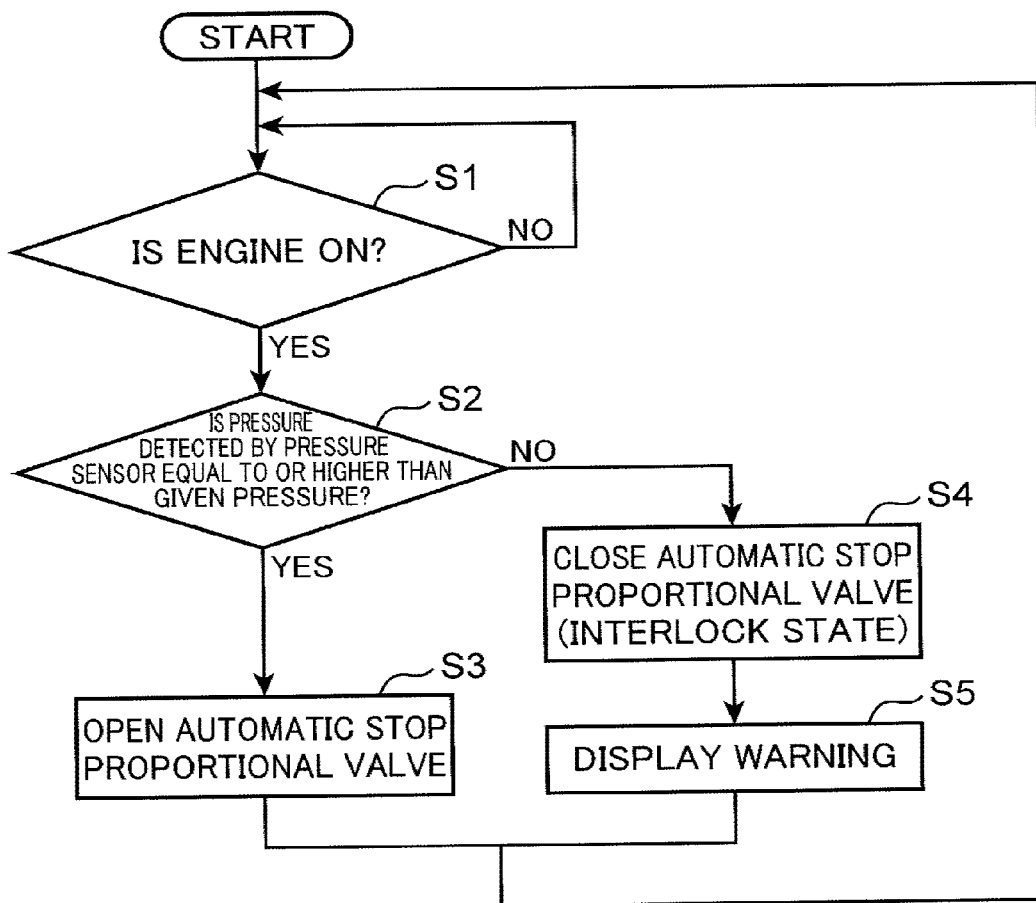 START
S1
IS ENGINE ON?
NO
YES
S2
IS PRESSURE
DETECTED BY PRESSURE
SENSOR EQUAL TO OR HIGHER THAN
GIVEN PRESSURE?
NO
YES
S4
CLOSE AUTOMATIC STOP
PROPORTIONAL VALVE
(INTERLOCK STATE)
S3
OPEN AUTOMATIC STOP
PROPORTIONAL VALVE
S5
DISPLAY WARNING